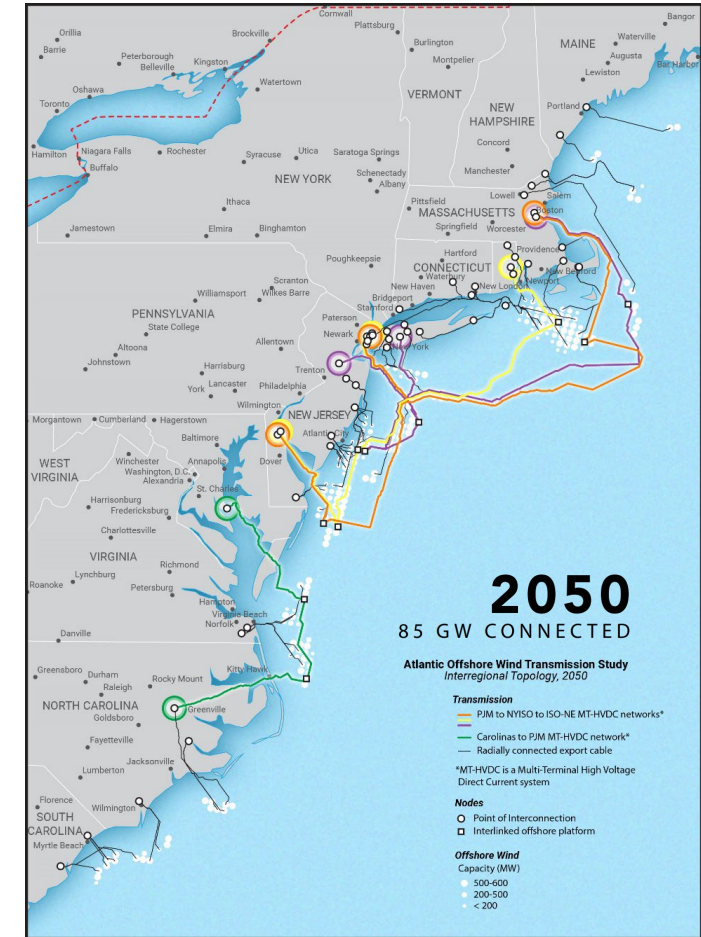 Cornwall
Bangor
Plattsburg
Orillia
Brockville
Waterville
Barrie
Burlington
MAINE
Peterborough
Kingston
Augusta
Belleville
Montpelier
Bar Harbor
Lewiston
Watertown
Oshawa
VERMONT
Toronto
NEW
HAMPSHIRE
Portland
Hamilton
Niagara Falls
Rochester
Utica
Saratoga Springs
Concord
Syracuse
Buffalo
Schenectady
Manchester
NEW YORK
Albany
Lowell
Salem
Ithaca
Pittsfield
MASSACHUSETTS
Boston
Jamestown
Elmira
Binghamton
Springfield
Worcester
Poughkeepsie
Hartford
Providence
CONNECTICUT
New Bedford
Scranton
Waterbury
Newport
Williamsport
Wilkes Barre
New Haven
New London
Bridgeport
PENNSYLVANIA
Stamford
State College
Paterson
Newark
New York
Altoona
Allentown
Johnstown
Harrisburg
Trenton
York
Lancaster
Philadelphia
Wilmington
NEW JERSEY
Morgantown
Cumberland
Hagerstown
Baltimore
Atlantic City
WEST
VIRGINIA
Winchester
Annapolis
Dover
Washington, D.C.
Alexandria
St. Charles
Harrisonburg
Fredericksburg
Charlottesville
VIRGINIA
Richmond
Lynchburg
Roanoke
Petersburg
Hampton
Virginia Beach
Norfolk
Danville
Kitty Hawk
Greensboro
Durham
Rocky Mount
Raleigh
NORTH CAROLINA
Greenville
Goldsboro
Fayetteville
Jacksonville
Lumberton
Florence
Wilmington
SOUTH
CAROLINA
Myrtle Beach
2050
85 GW CONNECTED
Atlantic Offshore Wind Transmission Study
Interregional Topology, 2050
Transmission
PJM to NYISO to ISO-NE MT-HVDC networks*
Carolinas to PJM MT-HVDC network*
Radially connected export cable
*MT-HVDC is a Multi-Terminal High Voltage
Direct Current system
Nodes
Point of Interconnection
Interlinked offshore platform
Offshore Wind
Capacity (MW)
500-600
200-500
< 200